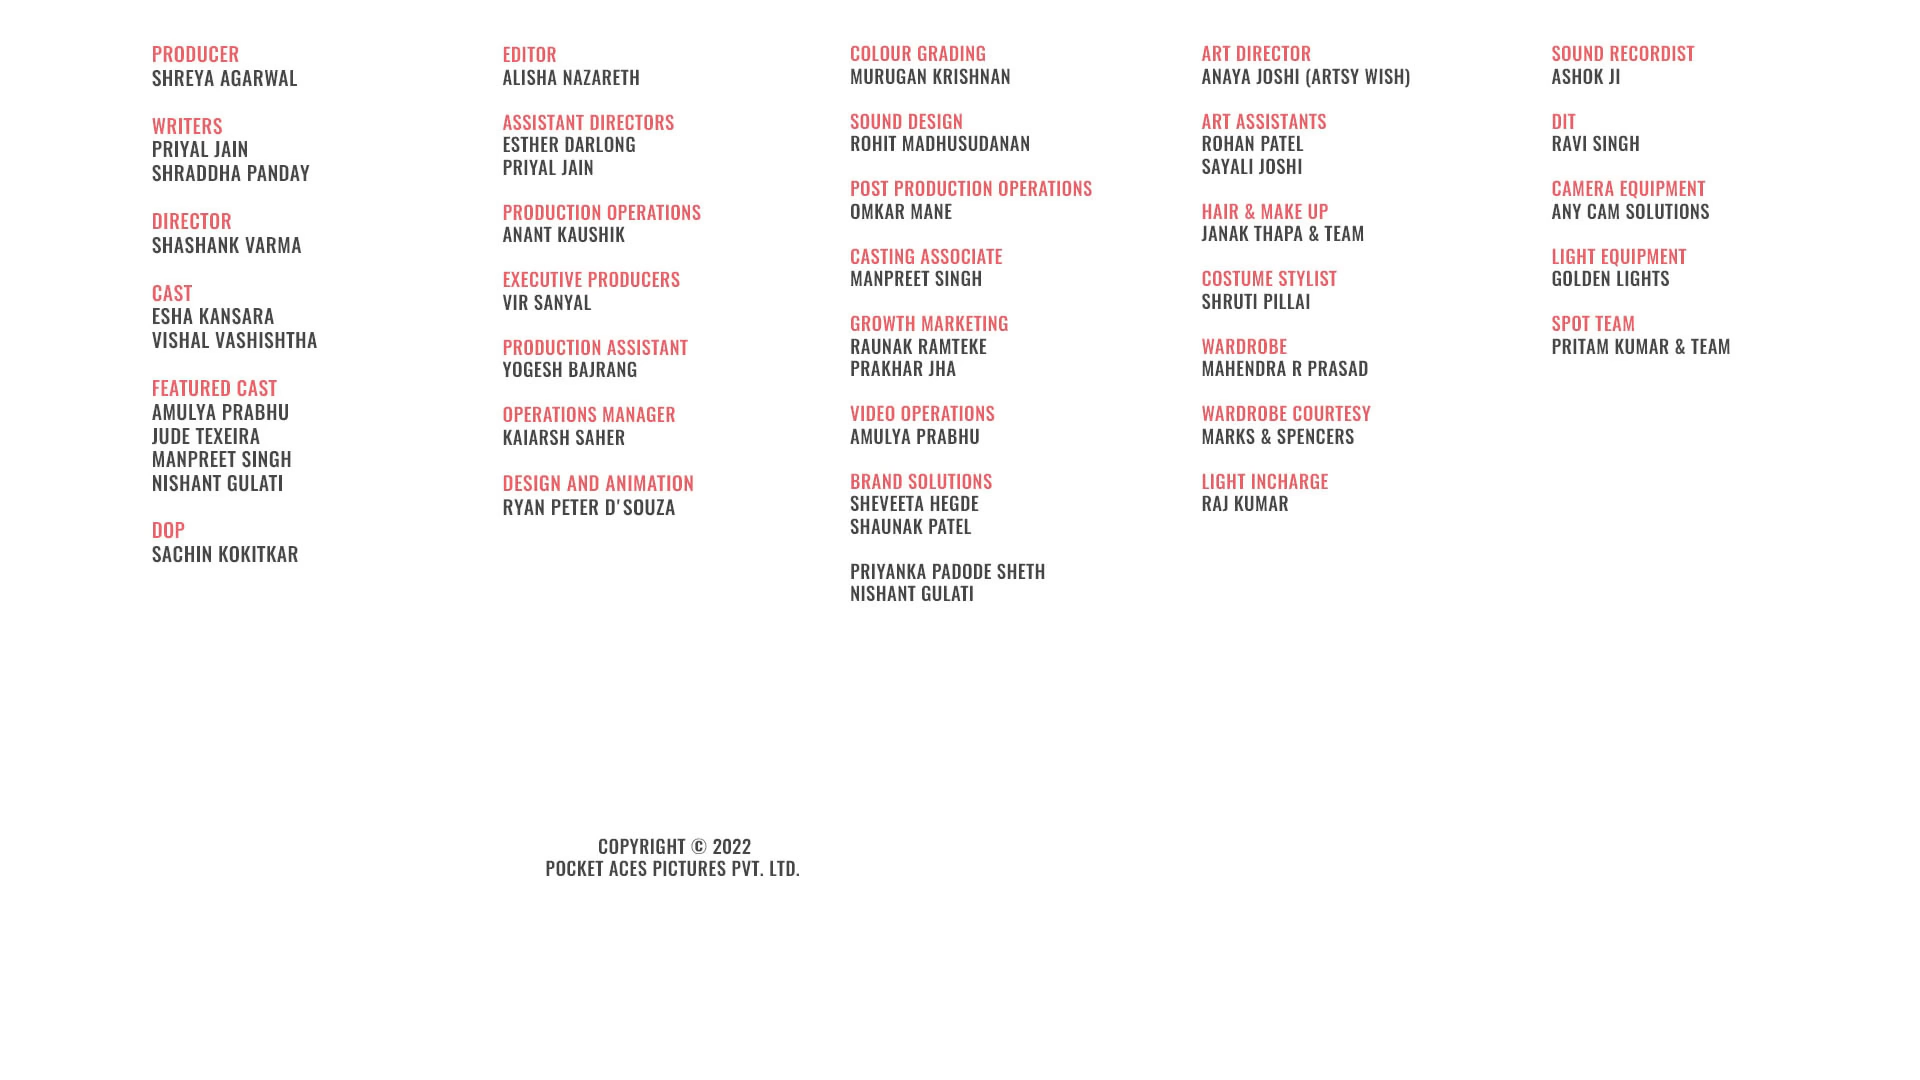 PRODUCER
SHREYA AGARWAL
WRITERS
PRIYAL JAIN
SHRADDHA PANDAY
DIRECTOR
SHASHANK VARMA
CAST
ESHA KANSARA
VISHAL VASHISHTHA
FEATURED CAST
AMULYA PRABHU
JUDE TEXEIRA
MANPREET SINGH
NISHANT GULATI
DOP
SACHIN KOKITKAR
EDITOR
ALISHA NAZARETH
ASSISTANT DIRECTORS
ESTHER DARLONG
PRIYAL JAIN
PRODUCTION OPERATIONS
ANANT KAUSHIK
EXECUTIVE PRODUCERS
VIR SANYAL
PRODUCTION ASSISTANT
YOGESH BAJRANG
OPERATIONS MANAGER
KAIARSH SAHER
DESIGN AND ANIMATION
RYAN PETER D'SOUZA
COLOUR GRADING
MURUGAN KRISHNAN
SOUND DESIGN
ROHIT MADHUSUDANAN
POST PRODUCTION OPERATIONS
OMKAR MANE
CASTING ASSOCIATE
MANPREET SINGH
GROWTH MARKETING
RAUNAK RAMTEKE
PRAKHAR JHA
VIDEO OPERATIONS
AMULYA PRABHU
BRAND SOLUTIONS
SHEVEETA HEGDE
SHAUNAK PATEL
PRIYANKA PADODE SHETH
NISHANT GULATI
ART DIRECTOR
ANAYA JOSHI (ARTSY WISH)
ART ASSISTANTS
ROHAN PATEL
SAYALI JOSHI
HAIR & MAKE UP
JANAK THAPA & TEAM
COSTUME STYLIST
SHRUTI PILLAI
WARDROBE
MAHENDRA R PRASAD
WARDROBE COURTESY
MARKS & SPENCERS
LIGHT INCHARGE
RAJ KUMAR
SOUND RECORDIST
ASHOK JI
DIT
RAVI SINGH
CAMERA EQUIPMENT
ANY CAM SOLUTIONS
LIGHT EQUIPMENT
GOLDEN LIGHTS
SPOT TEAM
PRITAM KUMAR & TEAM
COPYRIGHT © 2022
POCKET ACES PICTURES PVT. LTD.